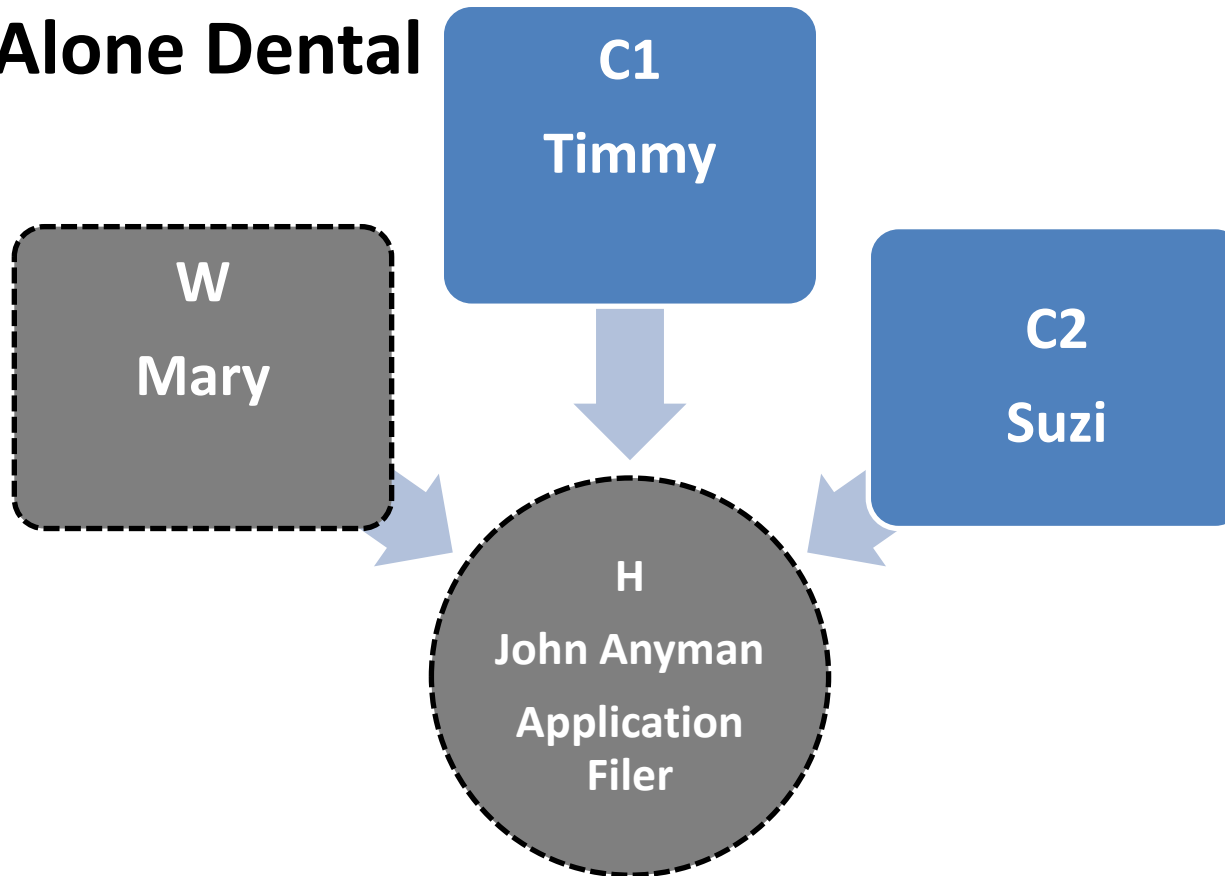 Alone Dental
C1
Timmy
W
Mary
C2
Suzi
H
John Anyman
Application
Filer